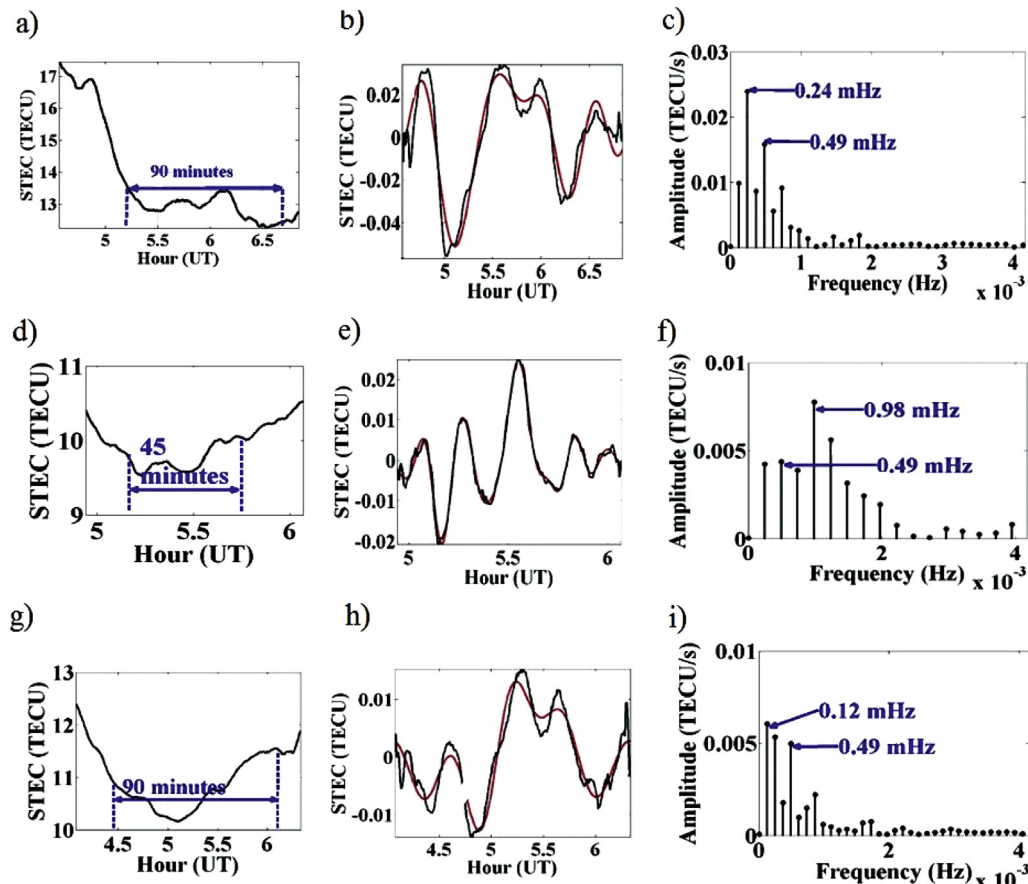 a)
17
16
15
14
13
STEC (TECU)
90 minutes
5
5.5
6
6.5
Hour (UT)
b)
0.02
0
-0.02
-0.04
STEC (TECU)
5
5.5
6
6.5
Hour (UT)
c)
0.03
0.02
0.01
0
Amplitude (TECU/s)
0.24 mHz
0.49 mHz
0
1
2
3
4
Frequency (Hz)
x 10-3
d)
11
10
9
STEC (TECU)
45
minutes
5
5.5
6
Hour (UT)
e)
0.02
0.01
0
-0.01
-0.02
STEC (TECU)
5
5.5
6
Hour (UT)
f)
0.01
0.005
0
Amplitude (TECU/s)
0.98 mHz
0.49 mHz
0
2
4
Frequency (Hz)
x 10-3
g)
13
12
11
10
STEC (TECU)
90 minutes
4.5
5
5.5
6
Hour (UT)
h)
0.01
0
-0.01
STEC (TECU)
4.5
5
5.5
6
Hour (UT)
i)
0.01
0.005
0
Amplitude (TECU/s)
0.12 mHz
0.49 mHz
0
2
4
Frequency (Hz)
x 10-3